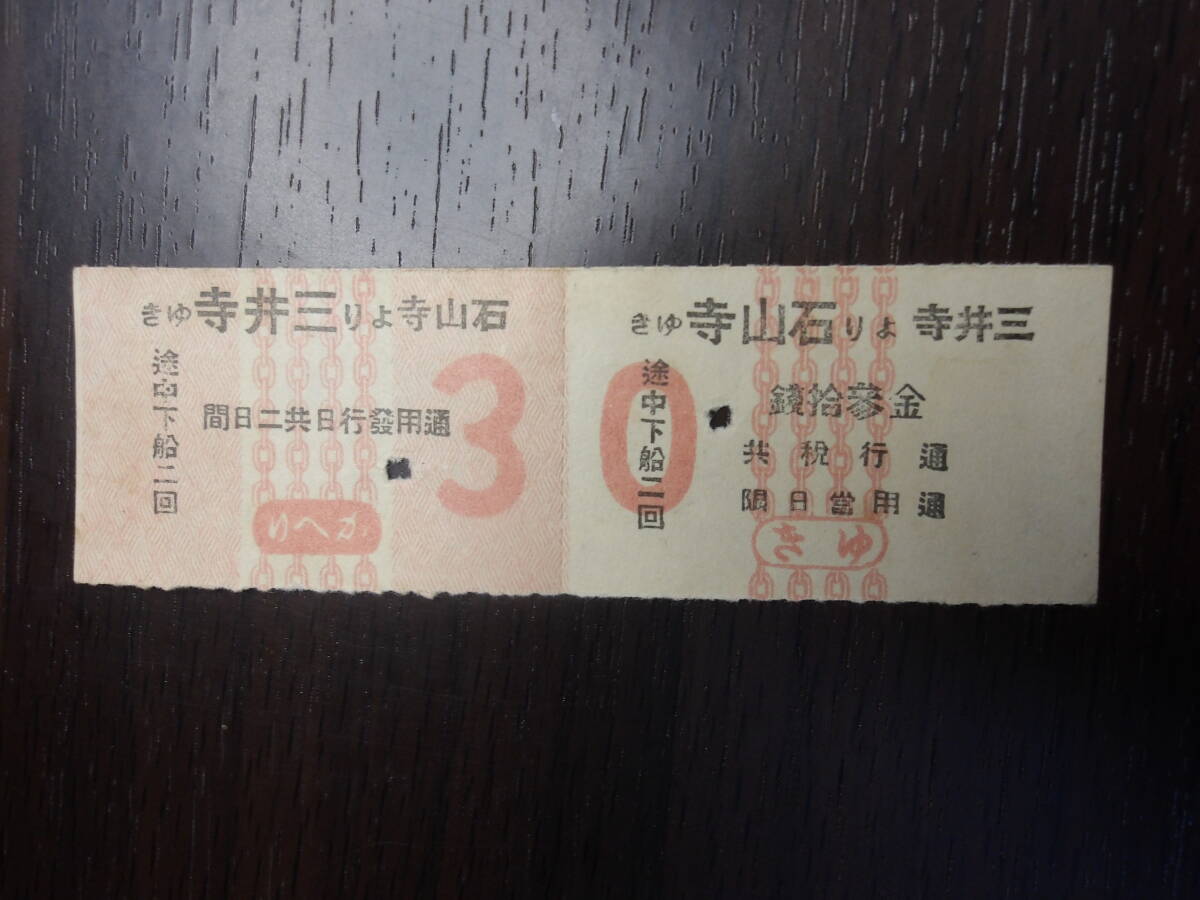 三井寺より石山寺ゆき
金参拾錢
通行税共
通用當日限
途中下船二回
ゆき
0
石山寺より三井寺ゆき
3
通用發行日共二日間
途中下船二回
かへり